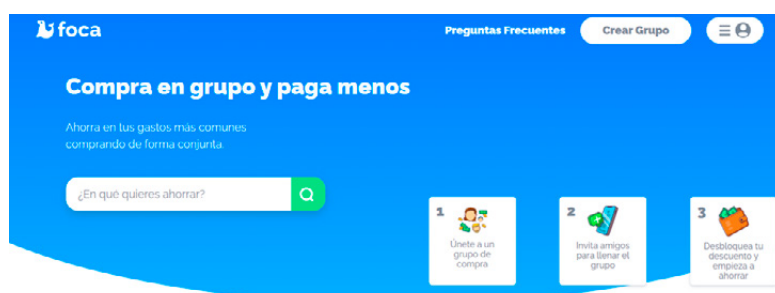 foca
Preguntas Frecuentes
Crear Grupo
Compra en grupo y paga menos
Ahorra en tus gastos más comunes
comprando de forma conjunta.
¿En qué quieres ahorrar?
1
Únete a un
grupo de
compra
2
Invita amigos
para llenar el
grupo
3
Desbloquea tu
descuento y
empieza a
ahorrar